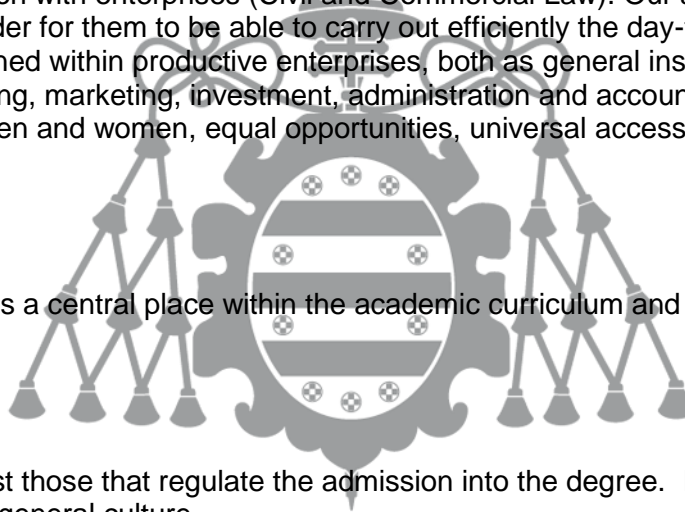 on with enterprises (Civil and Commercial Law). Our
der for them to be able to carry out efficiently the day-
ned within productive enterprises, both as general ins
ng, marketing, investment, administration and accoun
en and women, equal opportunities, universal access
s a central place within the academic curriculum and
st those that regulate the admission into the degree.
general culture